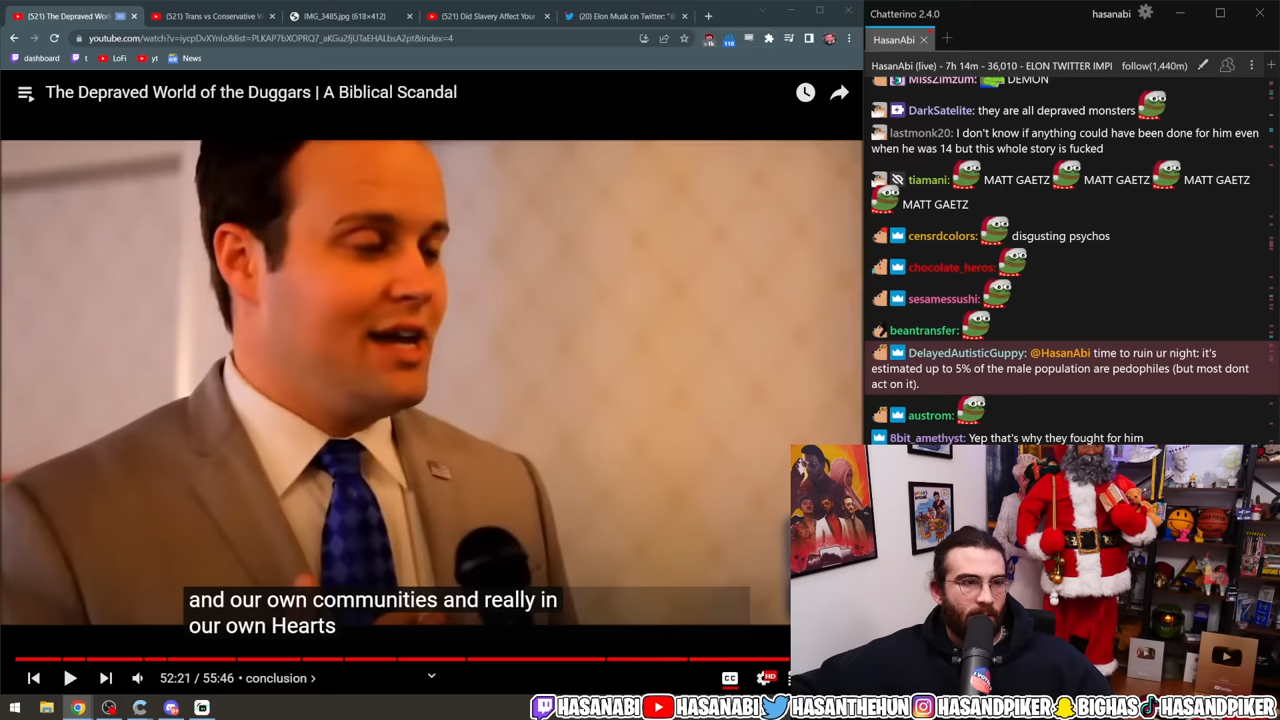 (521) The Depraved Worl
(521) Trans vs Conservative V
IMG_3485.jpg (618×412)
(521) Did Slavery Affect Your
(20) Elon Musk on Twitter: "@
youtube.com/watch?v=iycpDvXYnIo&list=PLKAP7bXOPRQ7_aKGu2fjUTaEHALbsA2pt&index=4
>1k
110
dashboard
t
LoFi
yt
News
The Depraved World of the Duggars | A Biblical Scandal
and our own communities and really in
our own Hearts
52:21 / 55:46 • conclusion
CC
HD
Chatterino 2.4.0
hasanabi
HasanAbi
HasanAbi (live) - 7h 14m - 36,010 - ELON TWITTER IMPI
follow(1,440m)
MissZimzum: DEMON
DarkSatelite: they are all depraved monsters
lastmonk20: I don't know if anything could have been done for him even
when he was 14 but this whole story is fucked
tiamani: MATT GAETZ MATT GAETZ MATT GAETZ
MATT GAETZ
censrdcolors: disgusting psychos
chocolate_heros:
sesamessushi:
beantransfer:
DelayedAutisticGuppy: @HasanAbi time to ruin ur night: it's
estimated up to 5% of the male population are pedophiles (but most dont
act on it).
austrom:
8bit_amethyst: Yep that's why they fought for him
HASANABI
HASANABI
HASANTHEHUN
HASANDPIKER
BIGHAS
HASANDPIKER